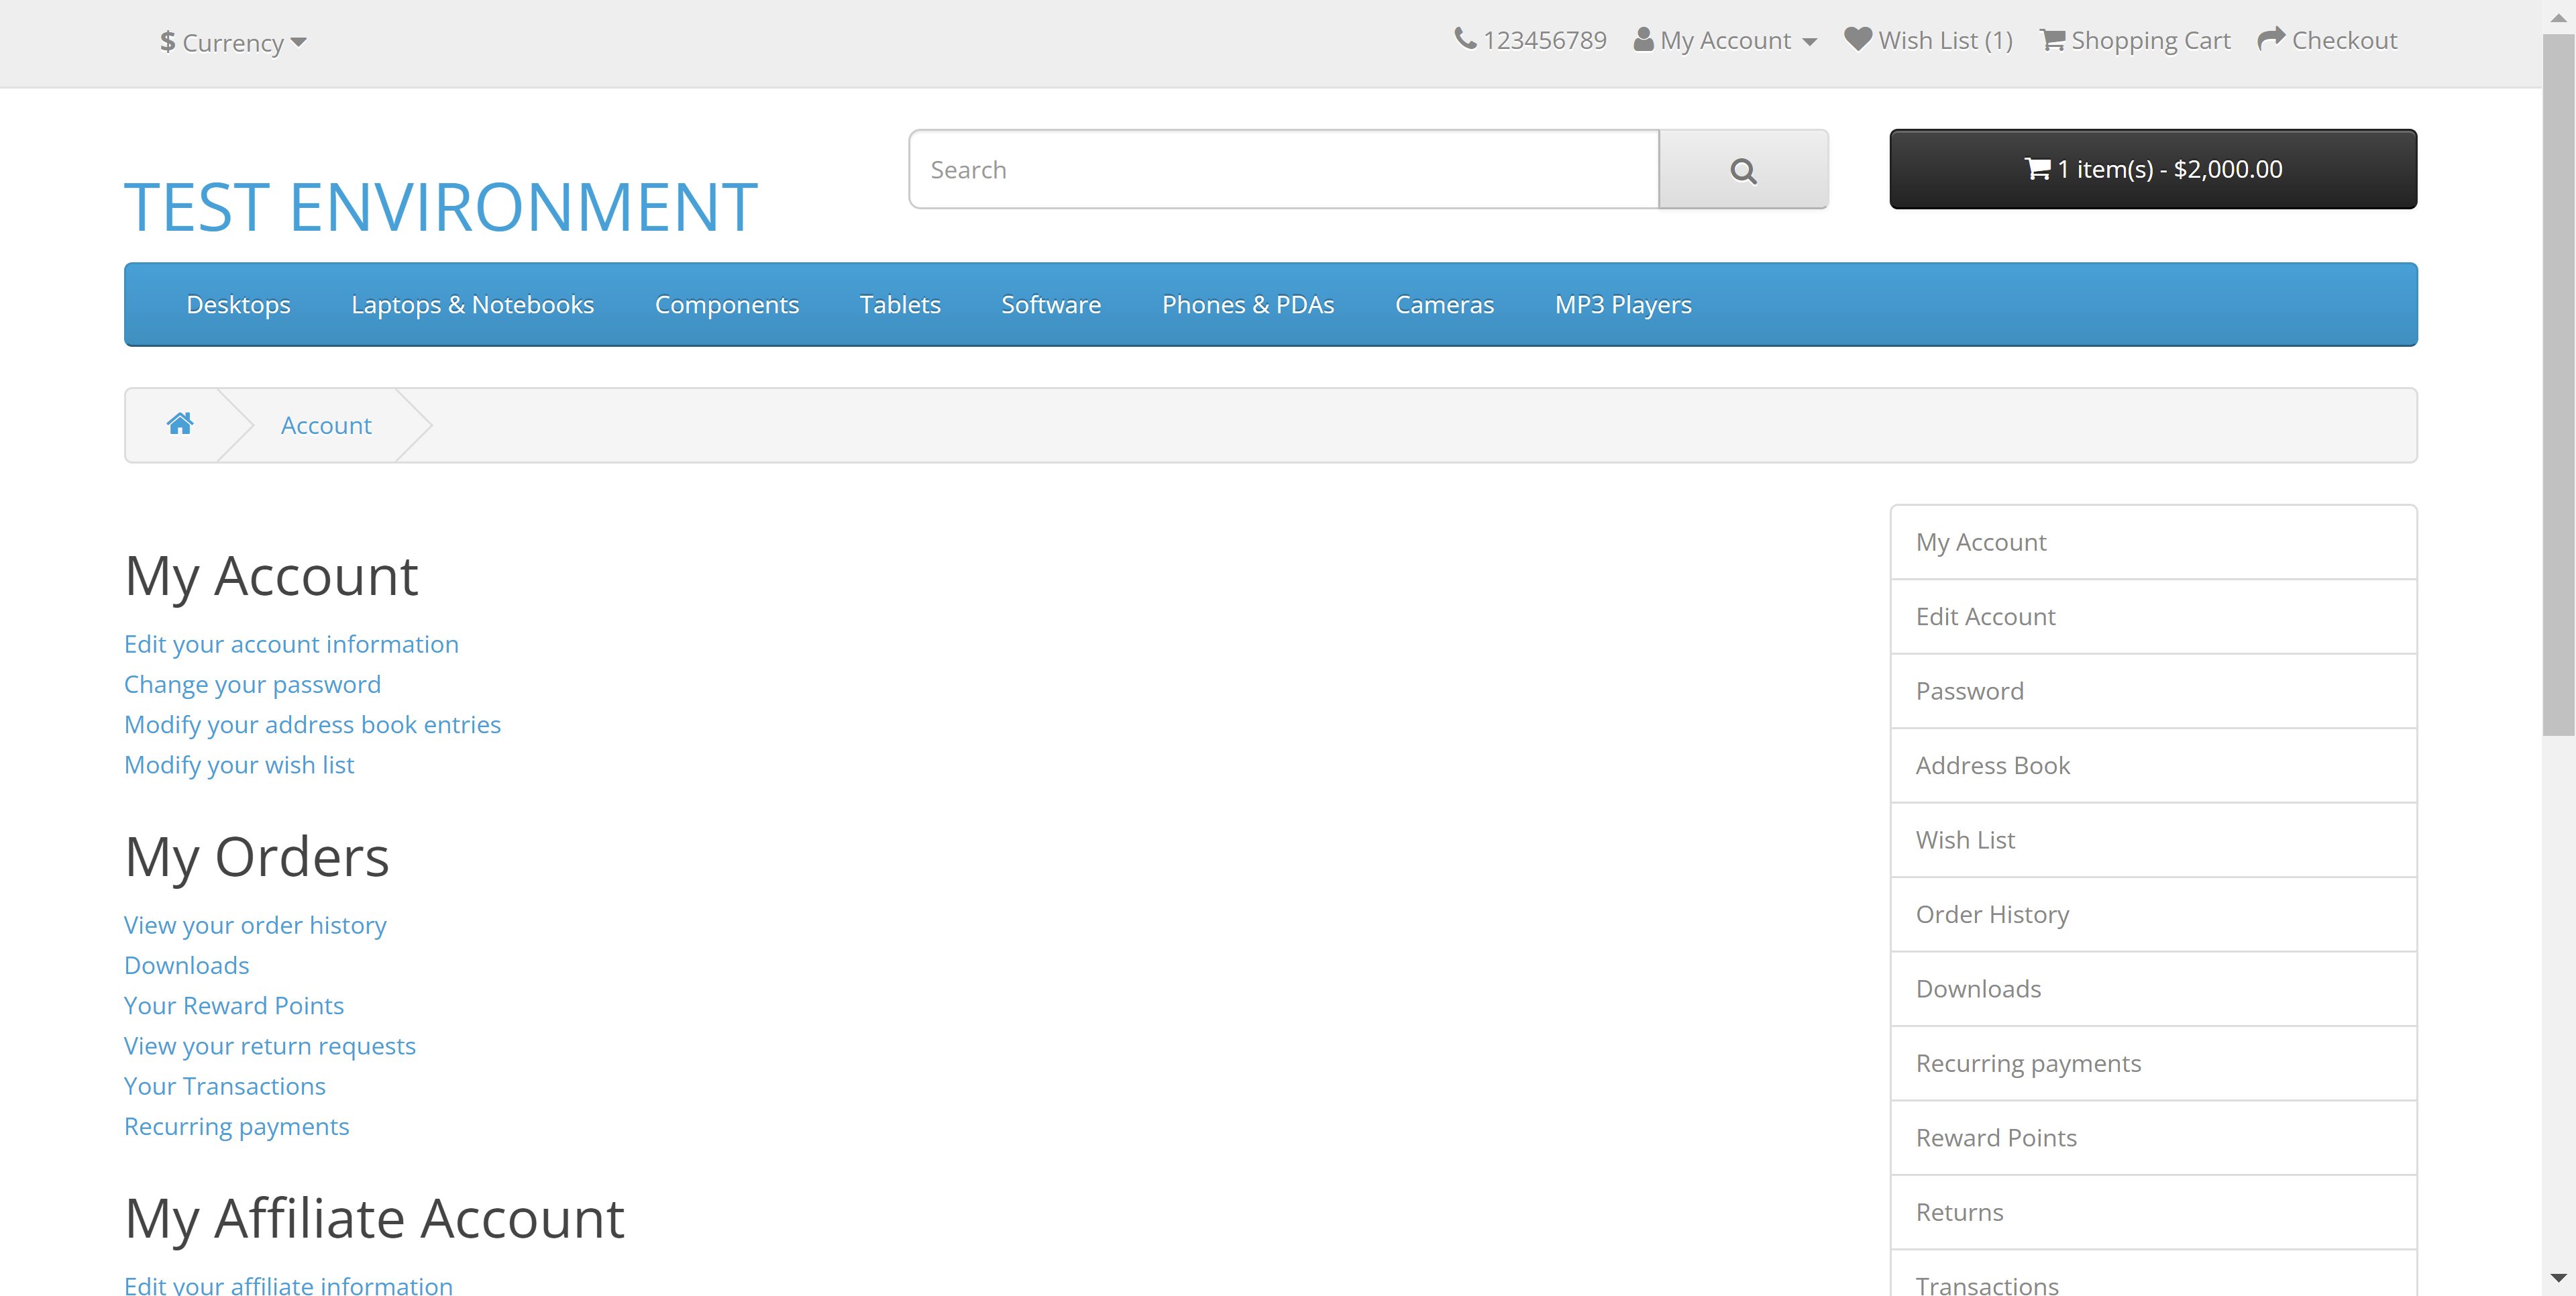 $ Currency
123456789 My Account Wish List (1) Shopping Cart Checkout
TEST ENVIRONMENT
Search
1 item(s) - $2,000.00
Desktops Laptops & Notebooks Components Tablets Software Phones & PDAs Cameras MP3 Players
Account
My Account
Edit your account information
Change your password
Modify your address book entries
Modify your wish list
My Orders
View your order history
Downloads
Your Reward Points
View your return requests
Your Transactions
Recurring payments
My Affiliate Account
Edit your affiliate information
My Account
Edit Account
Password
Address Book
Wish List
Order History
Downloads
Recurring payments
Reward Points
Returns
Transactions